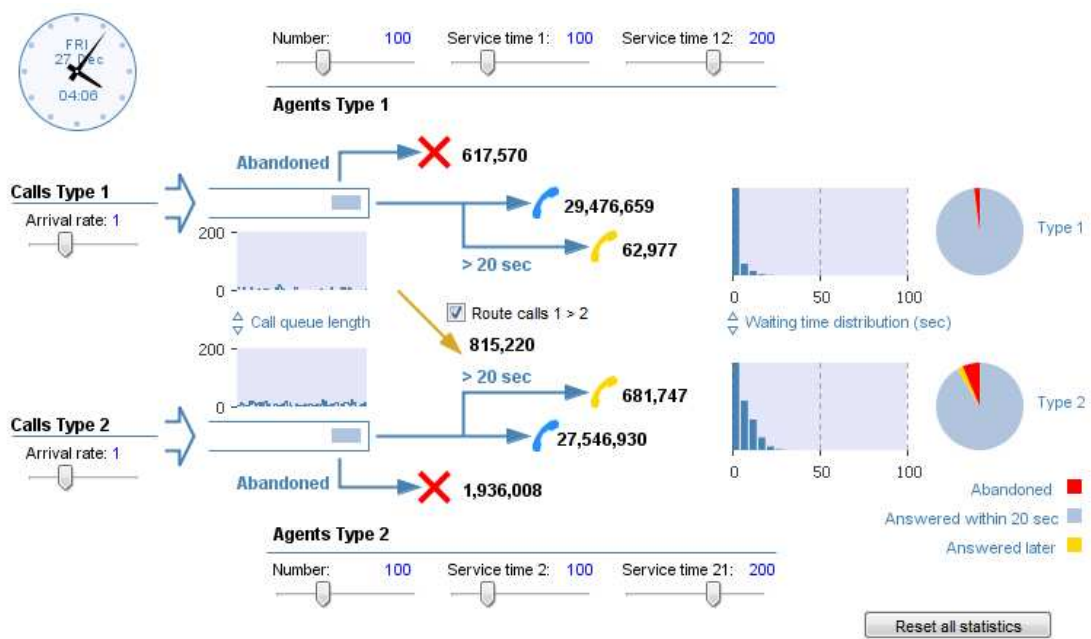 FRI
27 Dec
04:06
Number: 100 Service time 1: 100 Service time 12: 200
Agents Type 1
Abandoned
617,570
Calls Type 1
Arrival rate: 1
29,476,659
62,977
> 20 sec
200
0
Call queue length
Route calls 1 > 2
815,220
Type 1
0 50 100
Waiting time distribution (sec)
200
0
> 20 sec
681,747
27,546,930
Calls Type 2
Arrival rate: 1
Abandoned
1,936,008
Type 2
0 50 100
Abandoned
Answered within 20 sec
Answered later
Agents Type 2
Number: 100 Service time 2: 100 Service time 21: 200
Reset all statistics